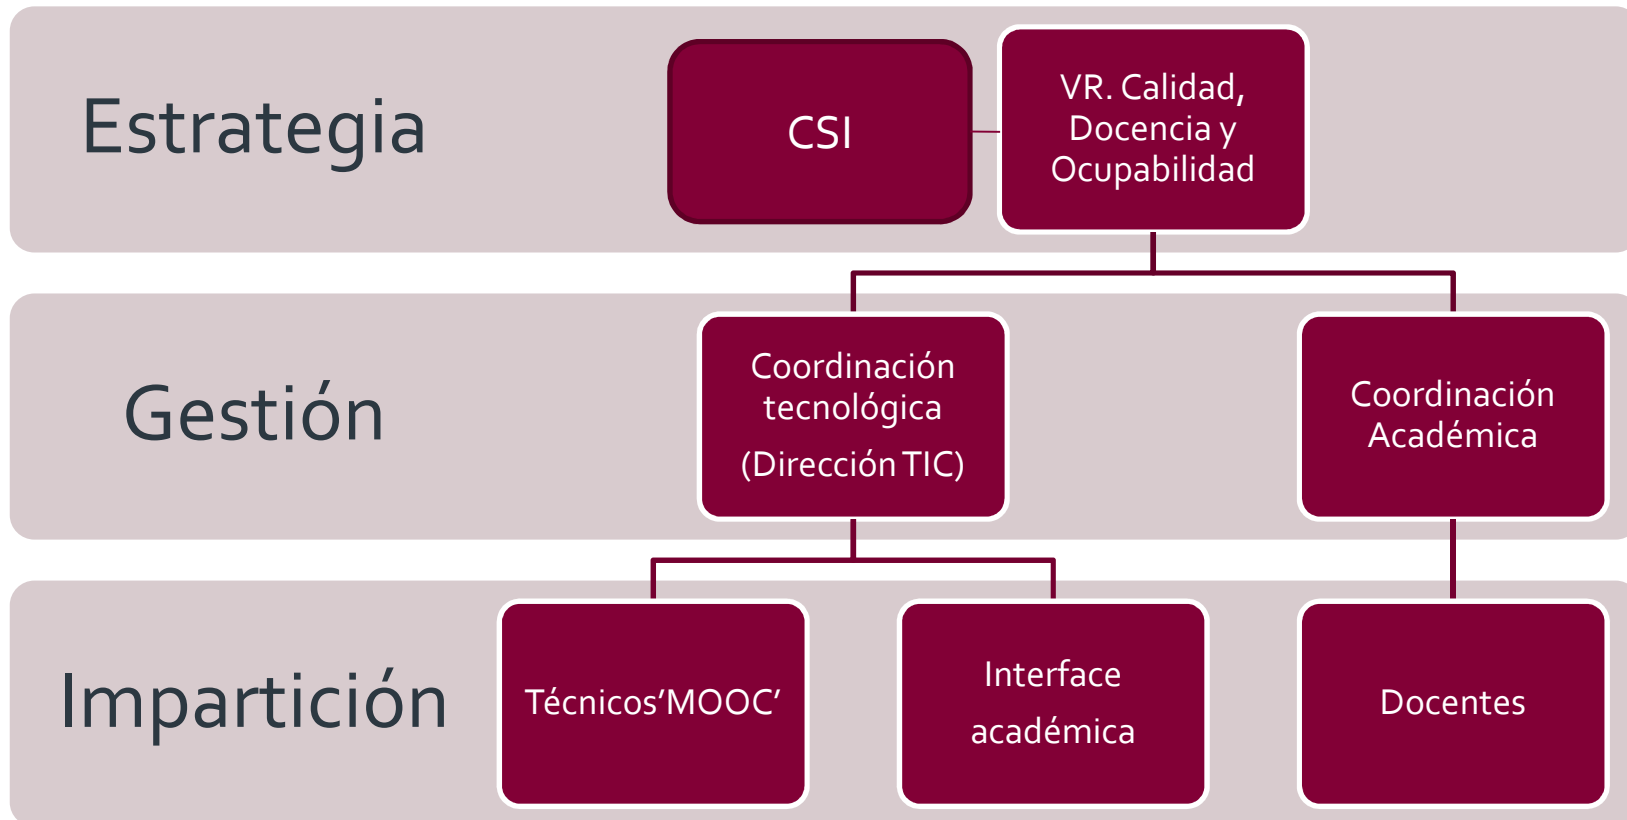 Estrategia
CSI
VR. Calidad,
Docencia y
Ocupabilidad
Gestión
Coordinación
tecnológica
(Dirección TIC)
Coordinación
Académica
Impartición
Técnicos’MOOC’
Interface
académica
Docentes